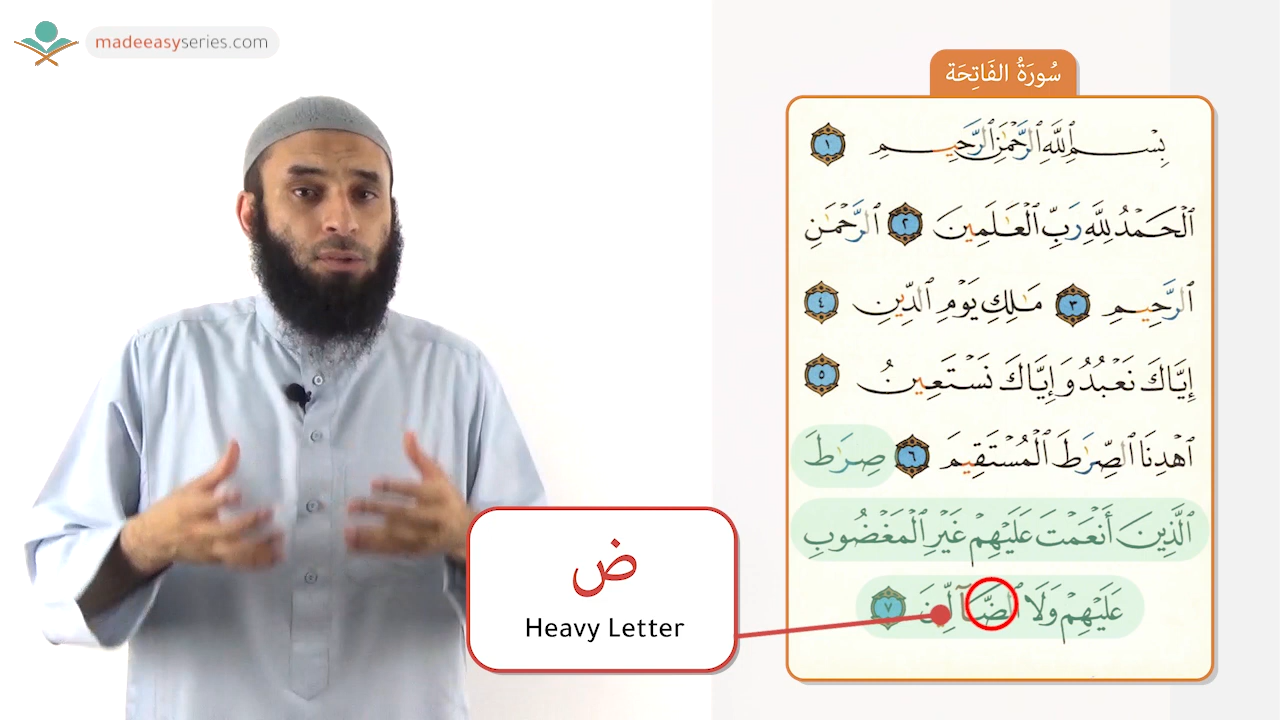 madeeasyseries.com
سُورَةُ الفَاتِحَة
بِسْمِ ٱللَّهِ ٱلرَّحْمَٰنِ ٱلرَّحِيمِ ١
ٱلْحَمْدُ لِلَّهِ رَبِّ ٱلْعَٰلَمِينَ ٢ ٱلرَّحْمَٰنِ
ٱلرَّحِيمِ ٣ مَٰلِكِ يَوْمِ ٱلدِّينِ ٤
إِيَّاكَ نَعْبُدُ وَإِيَّاكَ نَسْتَعِينُ ٥
ٱهْدِنَا ٱلصِّرَٰطَ ٱلْمُسْتَقِيمَ ٦ صِرَٰطَ
ٱلَّذِينَ أَنْعَمْتَ عَلَيْهِمْ غَيْرِ ٱلْمَغْضُوبِ
عَلَيْهِمْ وَلَا ٱلضَّآلِّينَ ٧
ض
Heavy Letter